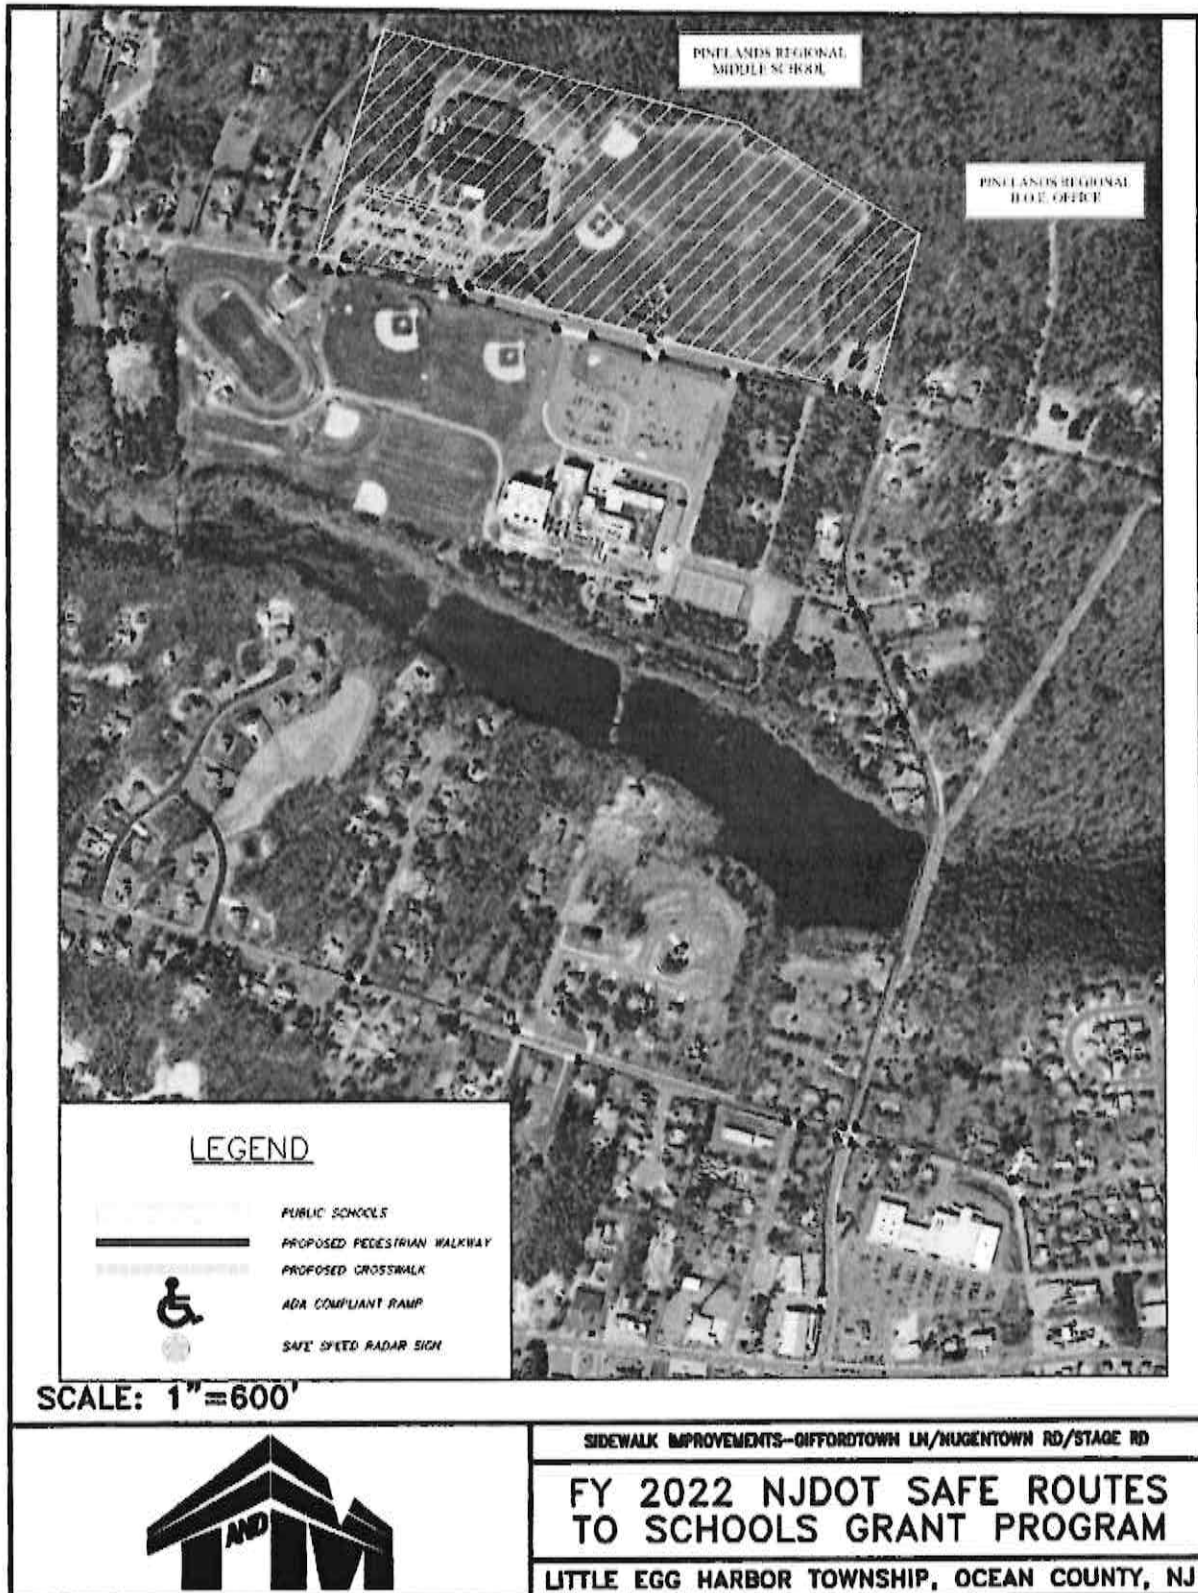 PINELANDS REGIONAL
MIDDLE SCHOOL
PINELANDS REGIONAL
B.O.E. OFFICE
LEGEND
PUBLIC SCHOOLS
PROPOSED PEDESTRIAN WALKWAY
PROPOSED CROSSWALK
ADA COMPLIANT RAMP
SAFE SPEED RADAR SIGN
SCALE: 1"=600'
AND
SIDEWALK IMPROVEMENTS-GIFFORDTOWN LN/NUGENTOWN RD/STAGE RD
FY 2022 NJDOT SAFE ROUTES
TO SCHOOLS GRANT PROGRAM
LITTLE EGG HARBOR TOWNSHIP, OCEAN COUNTY, NJ